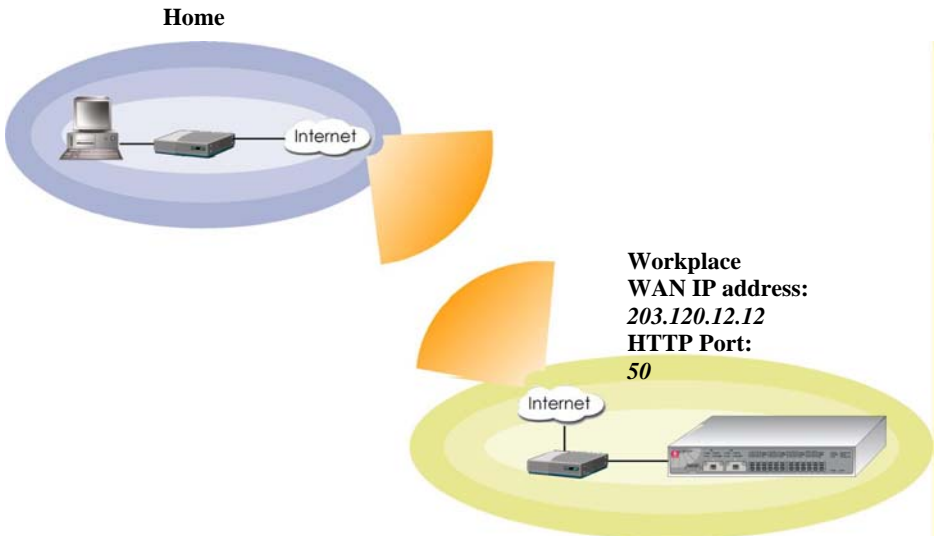 Home
Internet
Workplace
WAN IP address:
203.120.12.12
HTTP Port:
50
Internet